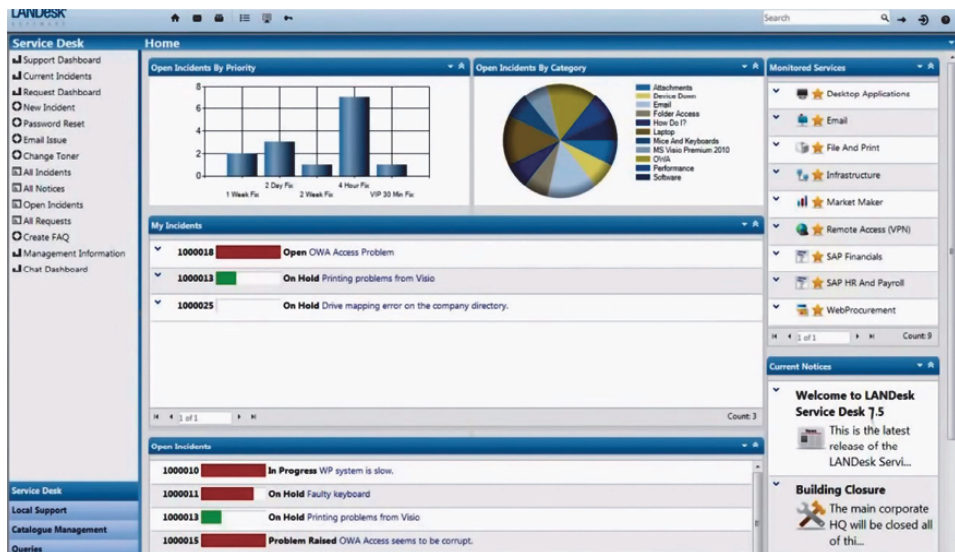 LANDesk
SOFTWARE
Search
Service Desk
Support Dashboard
Current Incidents
Request Dashboard
New Incident
Password Reset
Email Issue
Change Toner
All Incidents
All Notices
Open Incidents
All Requests
Create FAQ
Management Information
Chat Dashboard
Service Desk
Local Support
Catalogue Management
Queries
Home
Open Incidents By Priority
8
6
4
2
0
1 Week Fix
2 Day Fix
2 Week Fix
4 Hour Fix
VIP 30 Min Fix
Open Incidents By Category
Attachments
Device Down
Email
Folder Access
How Do I?
Laptop
Mice And Keyboards
MS Visio Premium 2010
OWA
Performance
Software
My Incidents
1000018 Open OWA Access Problem
1000013 On Hold Printing problems from Visio
1000025 On Hold Drive mapping error on the company directory.
1 of 1
Count: 3
Open Incidents
1000010 In Progress WP system is slow.
1000011 On Hold Faulty keyboard
1000013 On Hold Printing problems from Visio
1000015 Problem Raised OWA Access seems to be corrupt.
Monitored Services
Desktop Applications
Email
File And Print
Infrastructure
Market Maker
Remote Access (VPN)
SAP Financials
SAP HR And Payroll
WebProcurement
1 of 1
Count: 9
Current Notices
Welcome to LANDesk
Service Desk 7.5
This is the latest
release of the
LANDesk Servi...
Building Closure
The main corporate
HQ will be closed all
of thi...